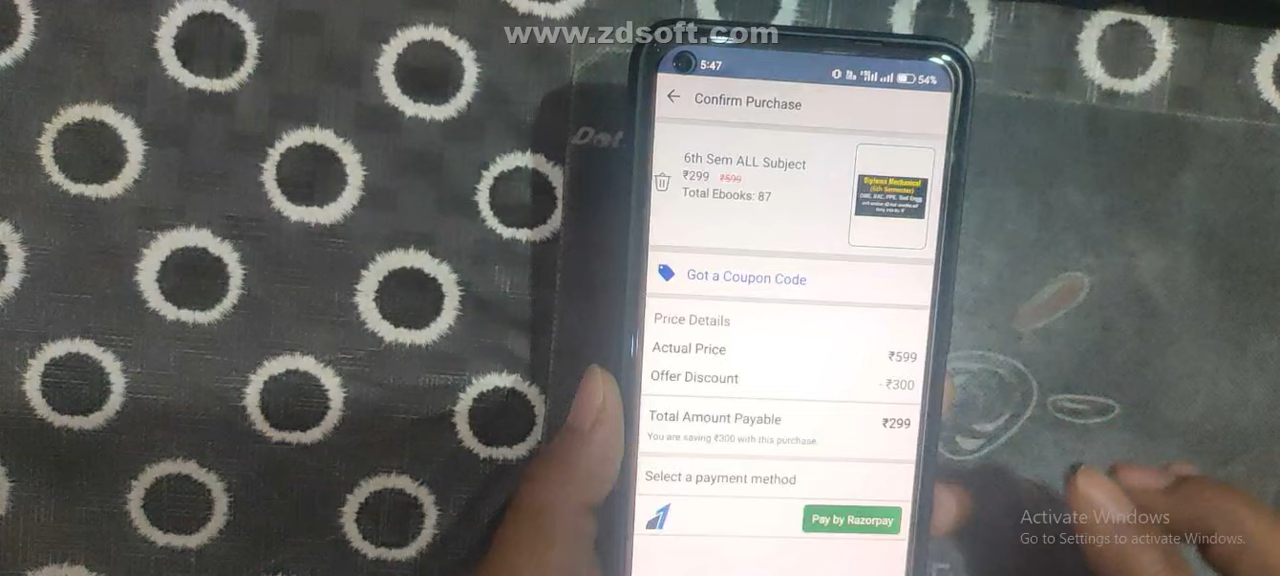 www.zdsoft.com
5:47
54%
Confirm Purchase
6th Sem ALL Subject
₹299 ₹599
Total Ebooks: 87
Diploma Mechanical
(6th Semester)
Got a Coupon Code
Price Details
Actual Price ₹599
Offer Discount - ₹300
Total Amount Payable ₹299
You are saving ₹300 with this purchase.
Select a payment method
Pay by Razorpay
Activate Windows
Go to Settings to activate Windows.